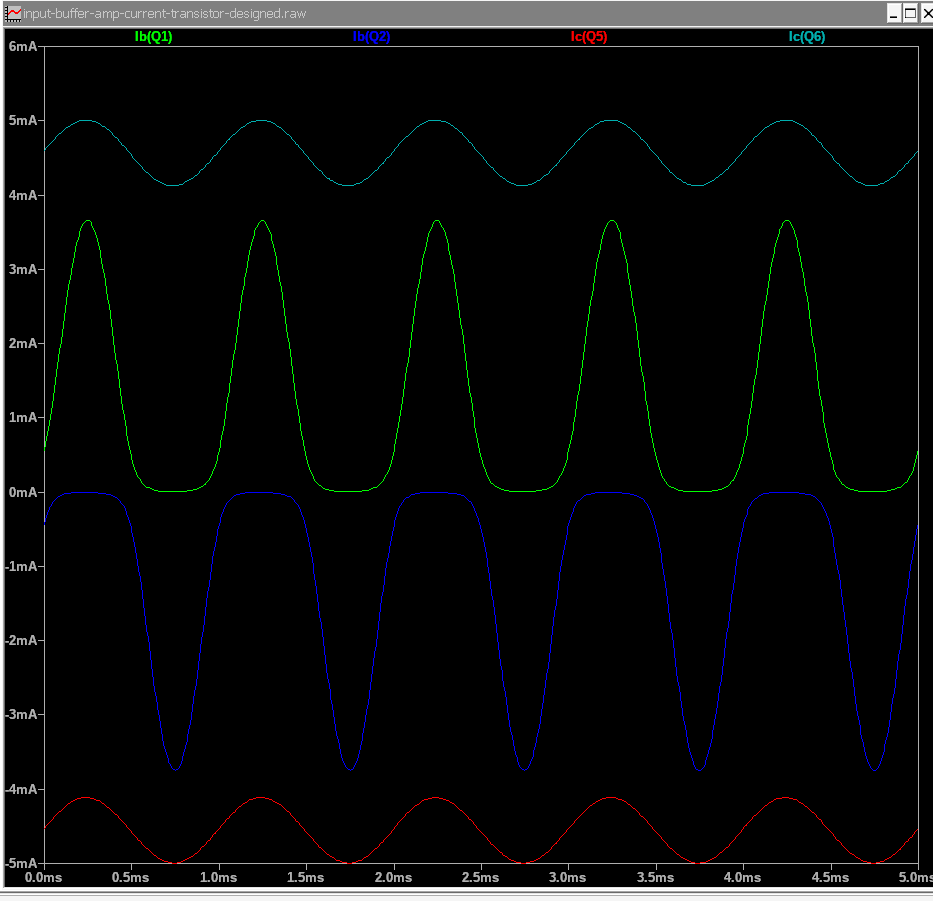 input-buffer-amp-current-transistor-designed.raw
Ib(Q1) Ib(Q2) Ic(Q5) Ic(Q6)
6mA
5mA
4mA
3mA
2mA
1mA
0mA
-1mA
-2mA
-3mA
-4mA
-5mA
0.0ms 0.5ms 1.0ms 1.5ms 2.0ms 2.5ms 3.0ms 3.5ms 4.0ms 4.5ms 5.0ms